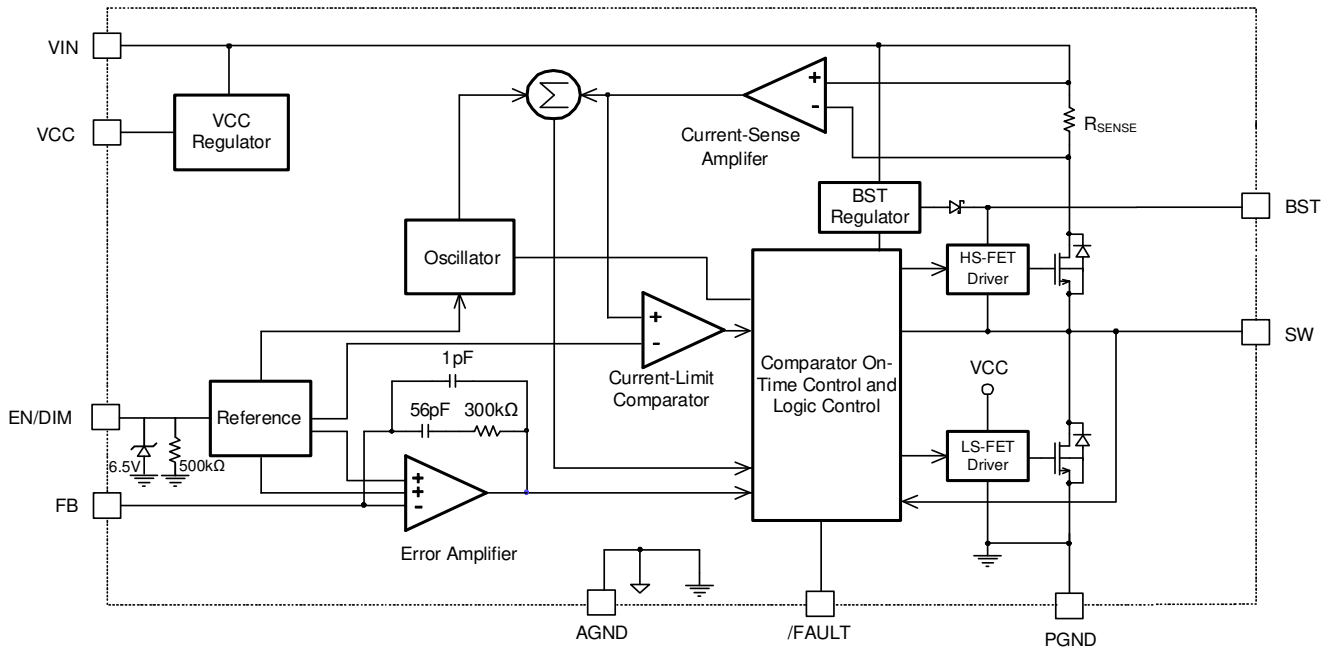 VIN
VCC
VCC
Regulator
Σ
+
-
Current-Sense
Amplifer
RSENSE
BST
Regulator
BST
Oscillator
HS-FET
Driver
SW
+
-
Current-Limit
Comparator
Comparator On-
Time Control and
Logic Control
VCC
LS-FET
Driver
1pF
56pF
300kΩ
EN/DIM
Reference
6.5V
500kΩ
FB
+
+
-
Error Amplifier
AGND
/FAULT
PGND